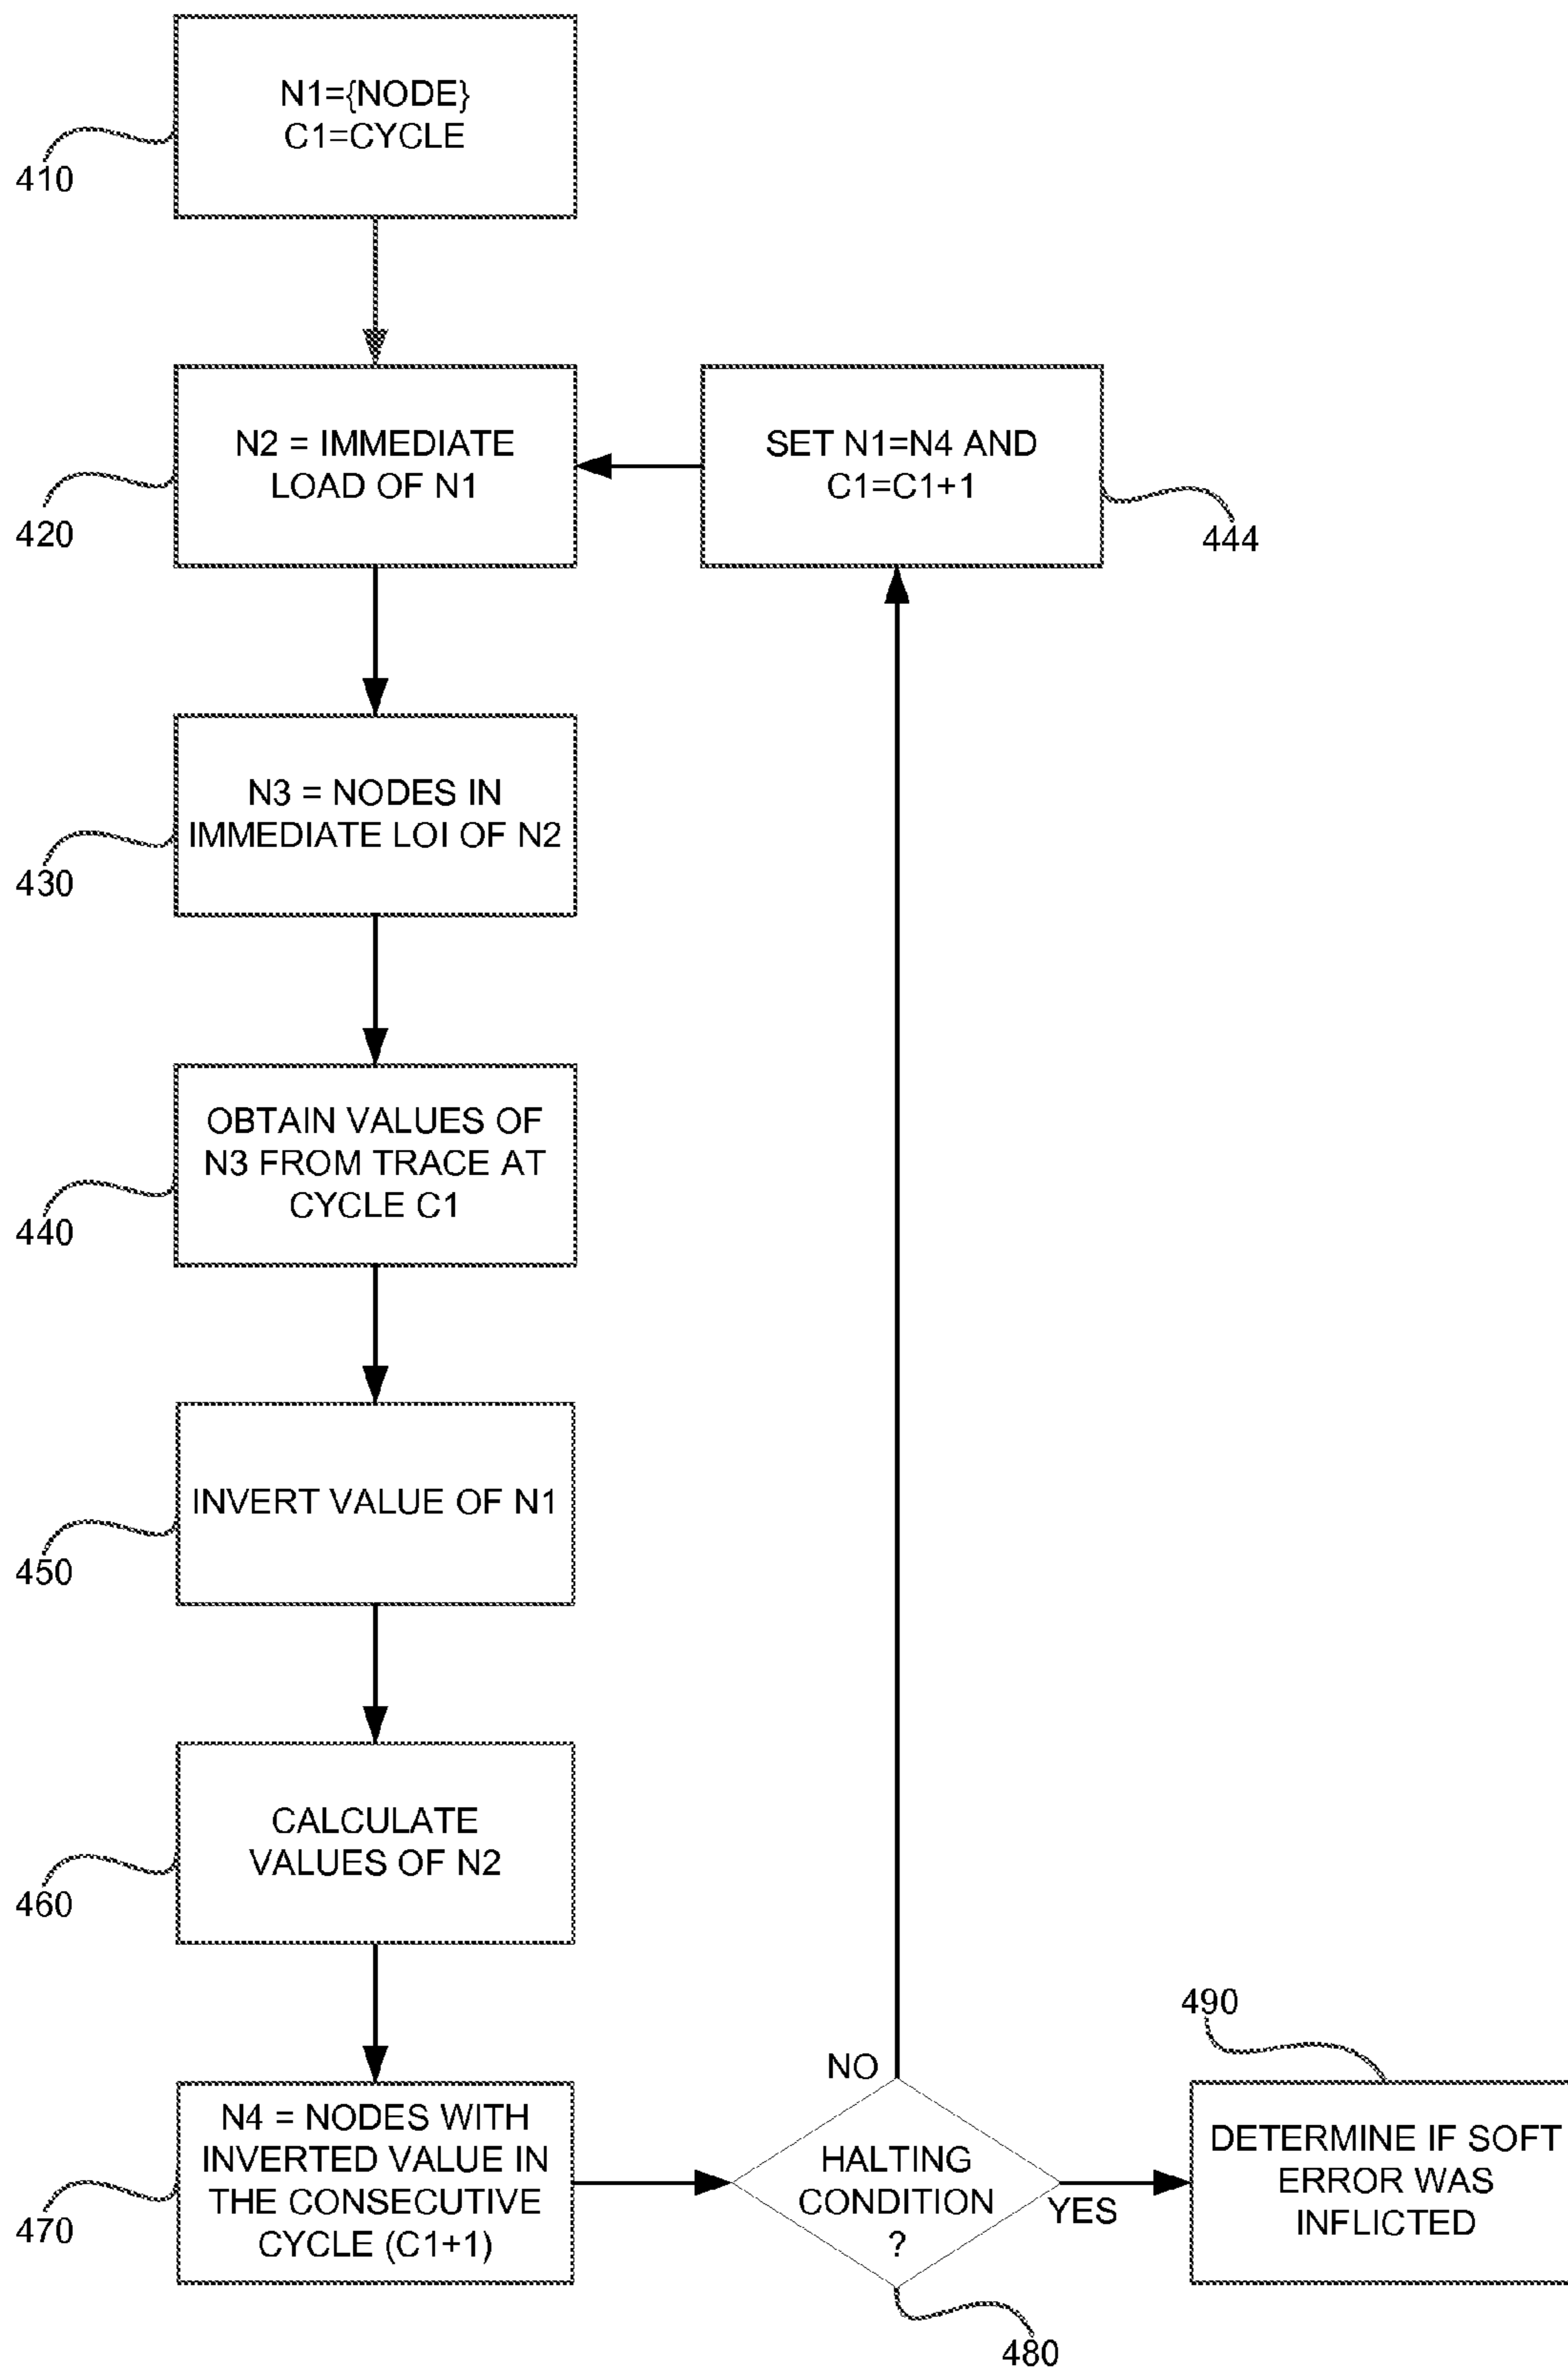 N1={NODE}
C1=CYCLE
410
N2 = IMMEDIATE
LOAD OF N1
420
SET N1=N4 AND
C1=C1+1
444
N3 = NODES IN
IMMEDIATE LOI OF N2
430
OBTAIN VALUES OF
N3 FROM TRACE AT
CYCLE C1
440
INVERT VALUE OF N1
450
CALCULATE
VALUES OF N2
460
N4 = NODES WITH
INVERTED VALUE IN
THE CONSECUTIVE
CYCLE (C1+1)
470
NO
HALTING
CONDITION
?
YES
480
490
DETERMINE IF SOFT
ERROR WAS
INFLICTED